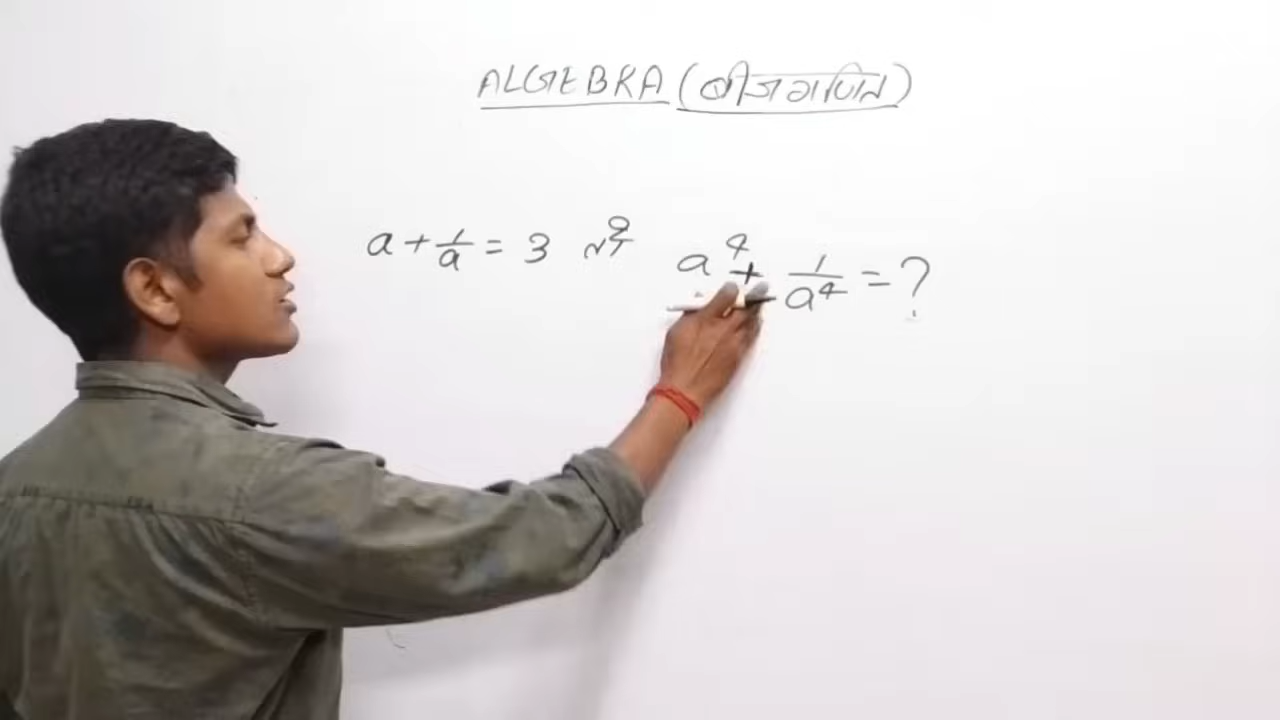 ALGEBRA (बीजगणित)
a + 1/a = 3 a⁴ + 1/a⁴ = ?